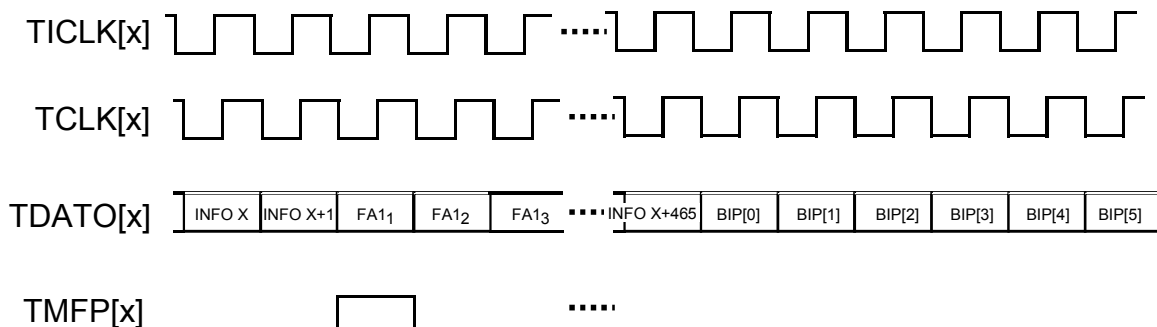 TICLK[x]
TCLK[x]
TDATO[x] INFO X INFO X+1 FA1₁ FA1₂ FA1₃ INFO X+465 BIP[0] BIP[1] BIP[2] BIP[3] BIP[4] BIP[5]
TMFP[x]